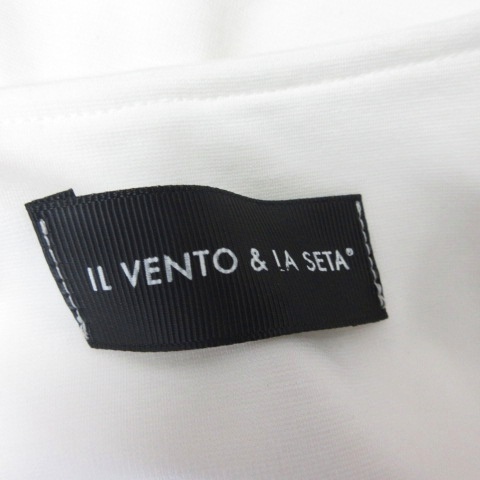 IL VENTO & LA SETA®